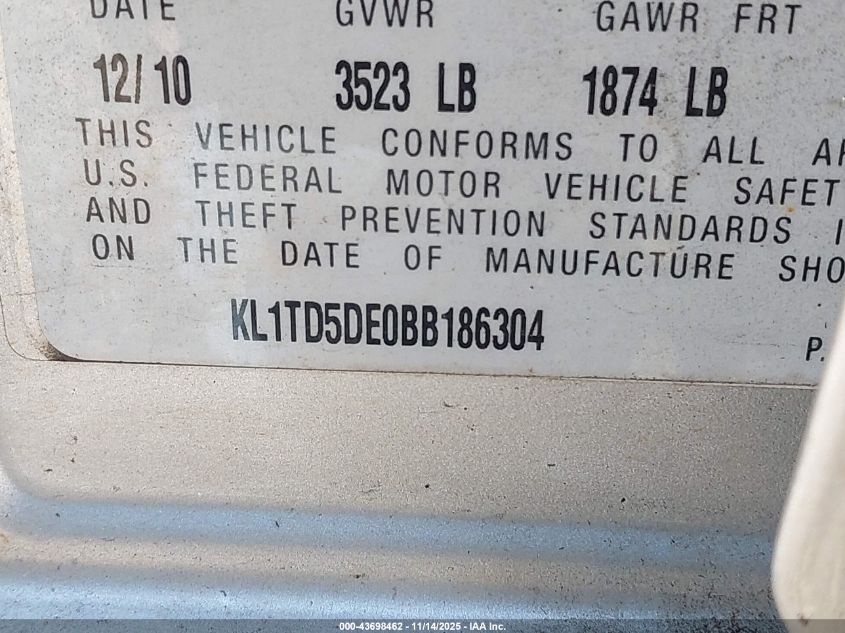 DATE GVWR GAWR FRT
12/10 3523 LB 1874 LB
THIS VEHICLE CONFORMS TO ALL
U.S. FEDERAL MOTOR VEHICLE SAFET
AND THEFT PREVENTION STANDARDS
ON THE DATE OF MANUFACTURE SHO
KL1TD5DE0BB186304
P.
000-43698462 - 11/14/2025 - IAA Inc.